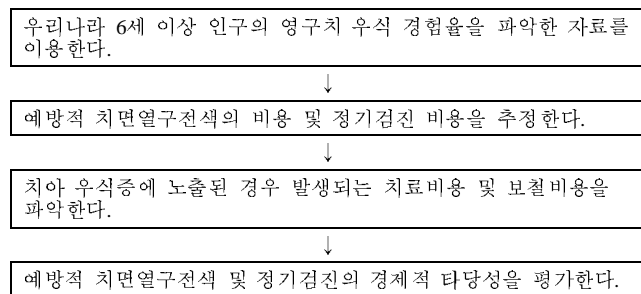 우리나라 6세 이상 인구의 영구치 우식 경험율을 파악한 자료를
이용한다.
↓
예방적 치면열구전색의 비용 및 정기검진 비용을 추정한다.
↓
치아 우식증에 노출된 경우 발생되는 치료비용 및 보철비용을
파악한다.
↓
예방적 치면열구전색 및 정기검진의 경제적 타당성을 평가한다.